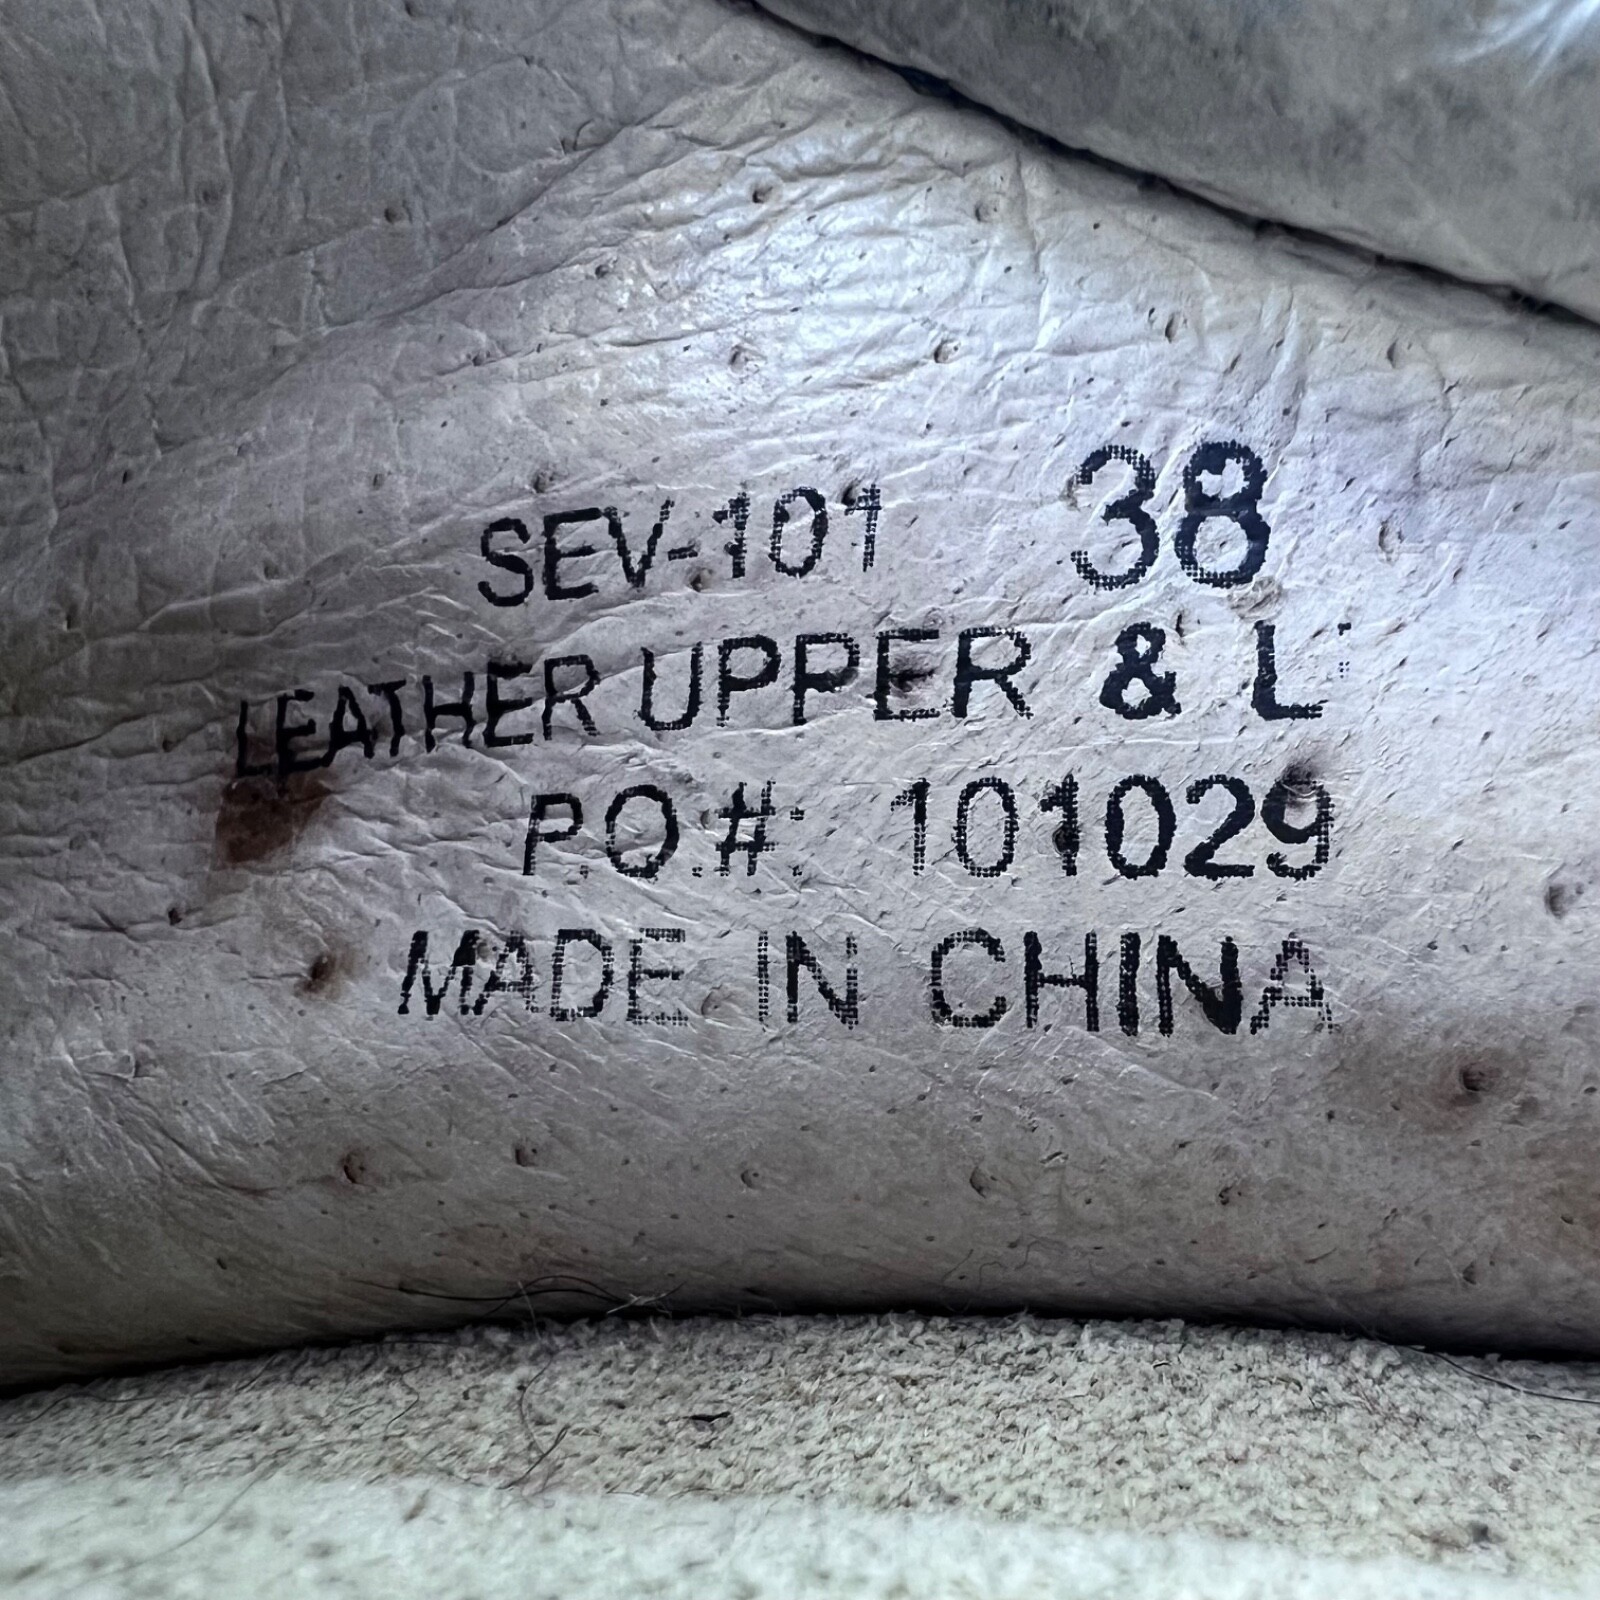 SEV-101 38
LEATHER UPPER & L
P.O.#: 101029
MADE IN CHINA